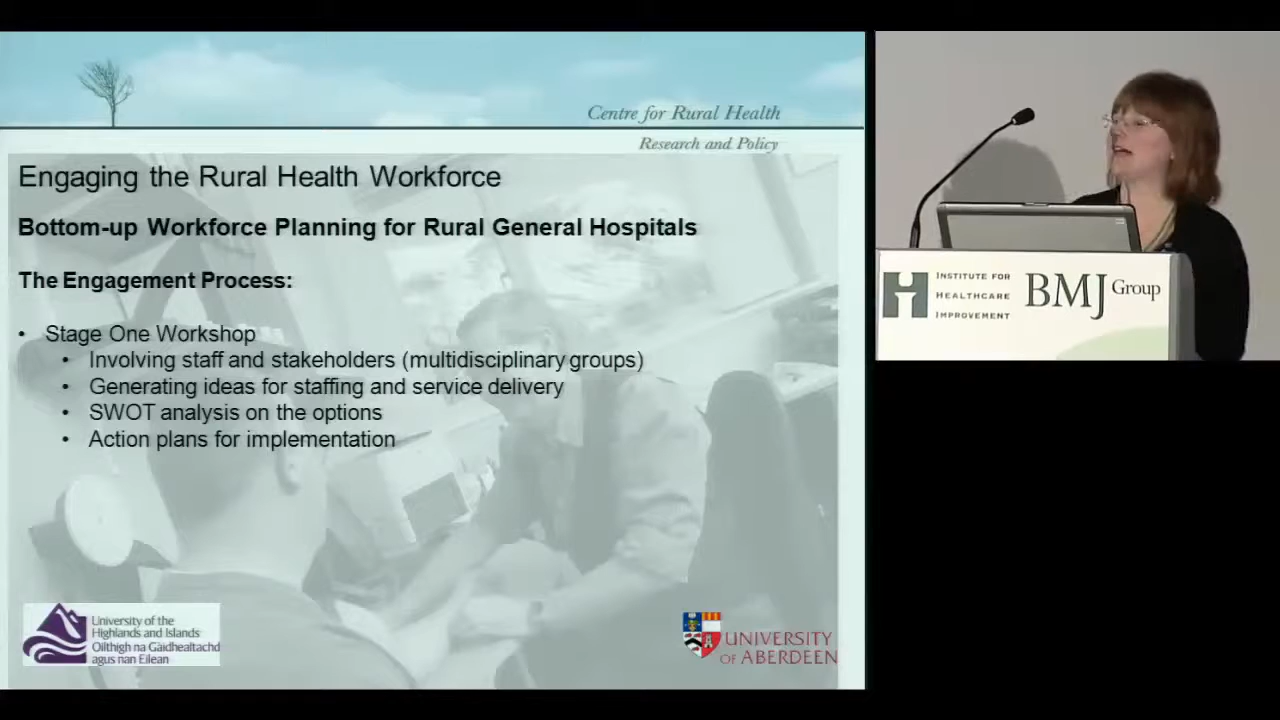 Centre for Rural Health
Research and Policy
Engaging the Rural Health Workforce
Bottom-up Workforce Planning for Rural General Hospitals
The Engagement Process:
• Stage One Workshop
• Involving staff and stakeholders (multidisciplinary groups)
• Generating ideas for staffing and service delivery
• SWOT analysis on the options
• Action plans for implementation
University of the
Highlands and Islands
Oilthigh na Gàidhealtachd
agus nan Eilean
UNIVERSITY
OF ABERDEEN
INSTITUTE FOR
HEALTHCARE
IMPROVEMENT
BMJ Group